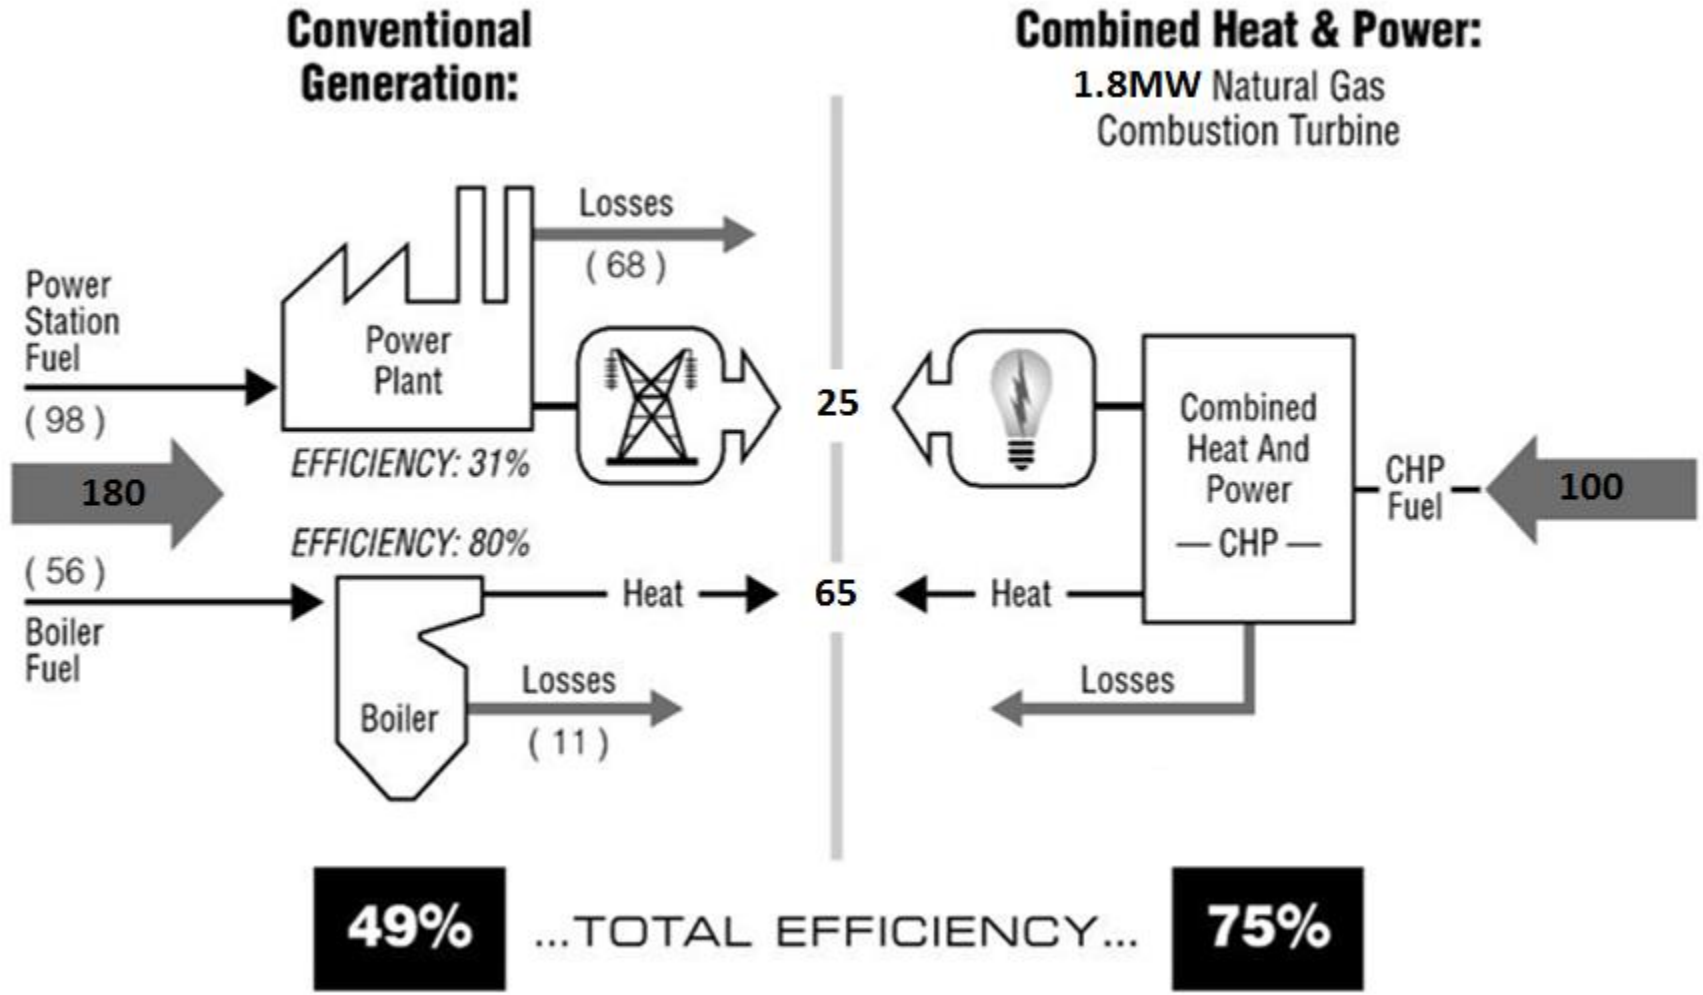 Conventional
Generation:
Combined Heat & Power:
1.8MW Natural Gas
Combustion Turbine
Losses
( 68 )
Power
Station
Fuel
( 98 )
Power
Plant
EFFICIENCY: 31%
180
25
Combined
Heat And
Power
— CHP —
CHP
Fuel
100
EFFICIENCY: 80%
( 56 )
Boiler
Fuel
Heat
65
Heat
Boiler
Losses
( 11 )
Losses
49%
...TOTAL EFFICIENCY...
75%